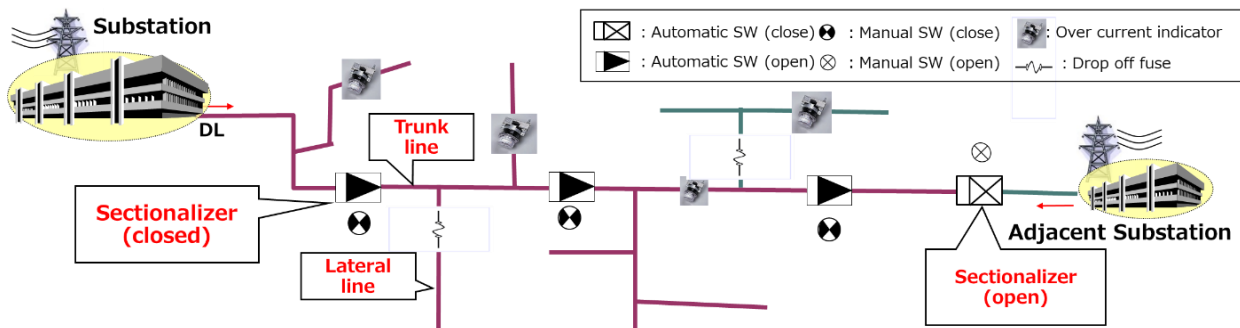 Substation
: Automatic SW (close)
: Manual SW (close)
: Over current indicator
: Automatic SW (open)
: Manual SW (open)
: Drop off fuse
DL
Trunk
line
Sectionalizer
(closed)
Lateral
line
Adjacent Substation
Sectionalizer
(open)